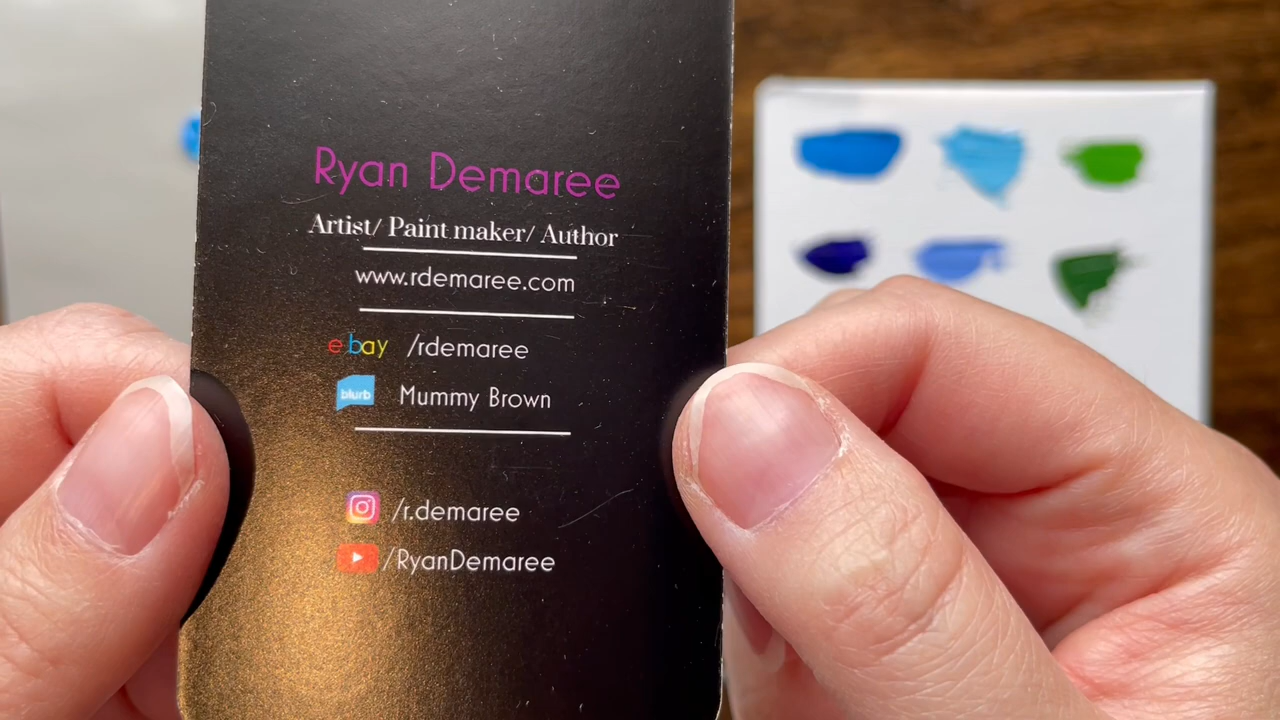 Ryan Demaree
Artist/ Paint maker/ Author
www.rdemaree.com
ebay /rdemaree
blurb Mummy Brown
/r.demaree
/RyanDemaree